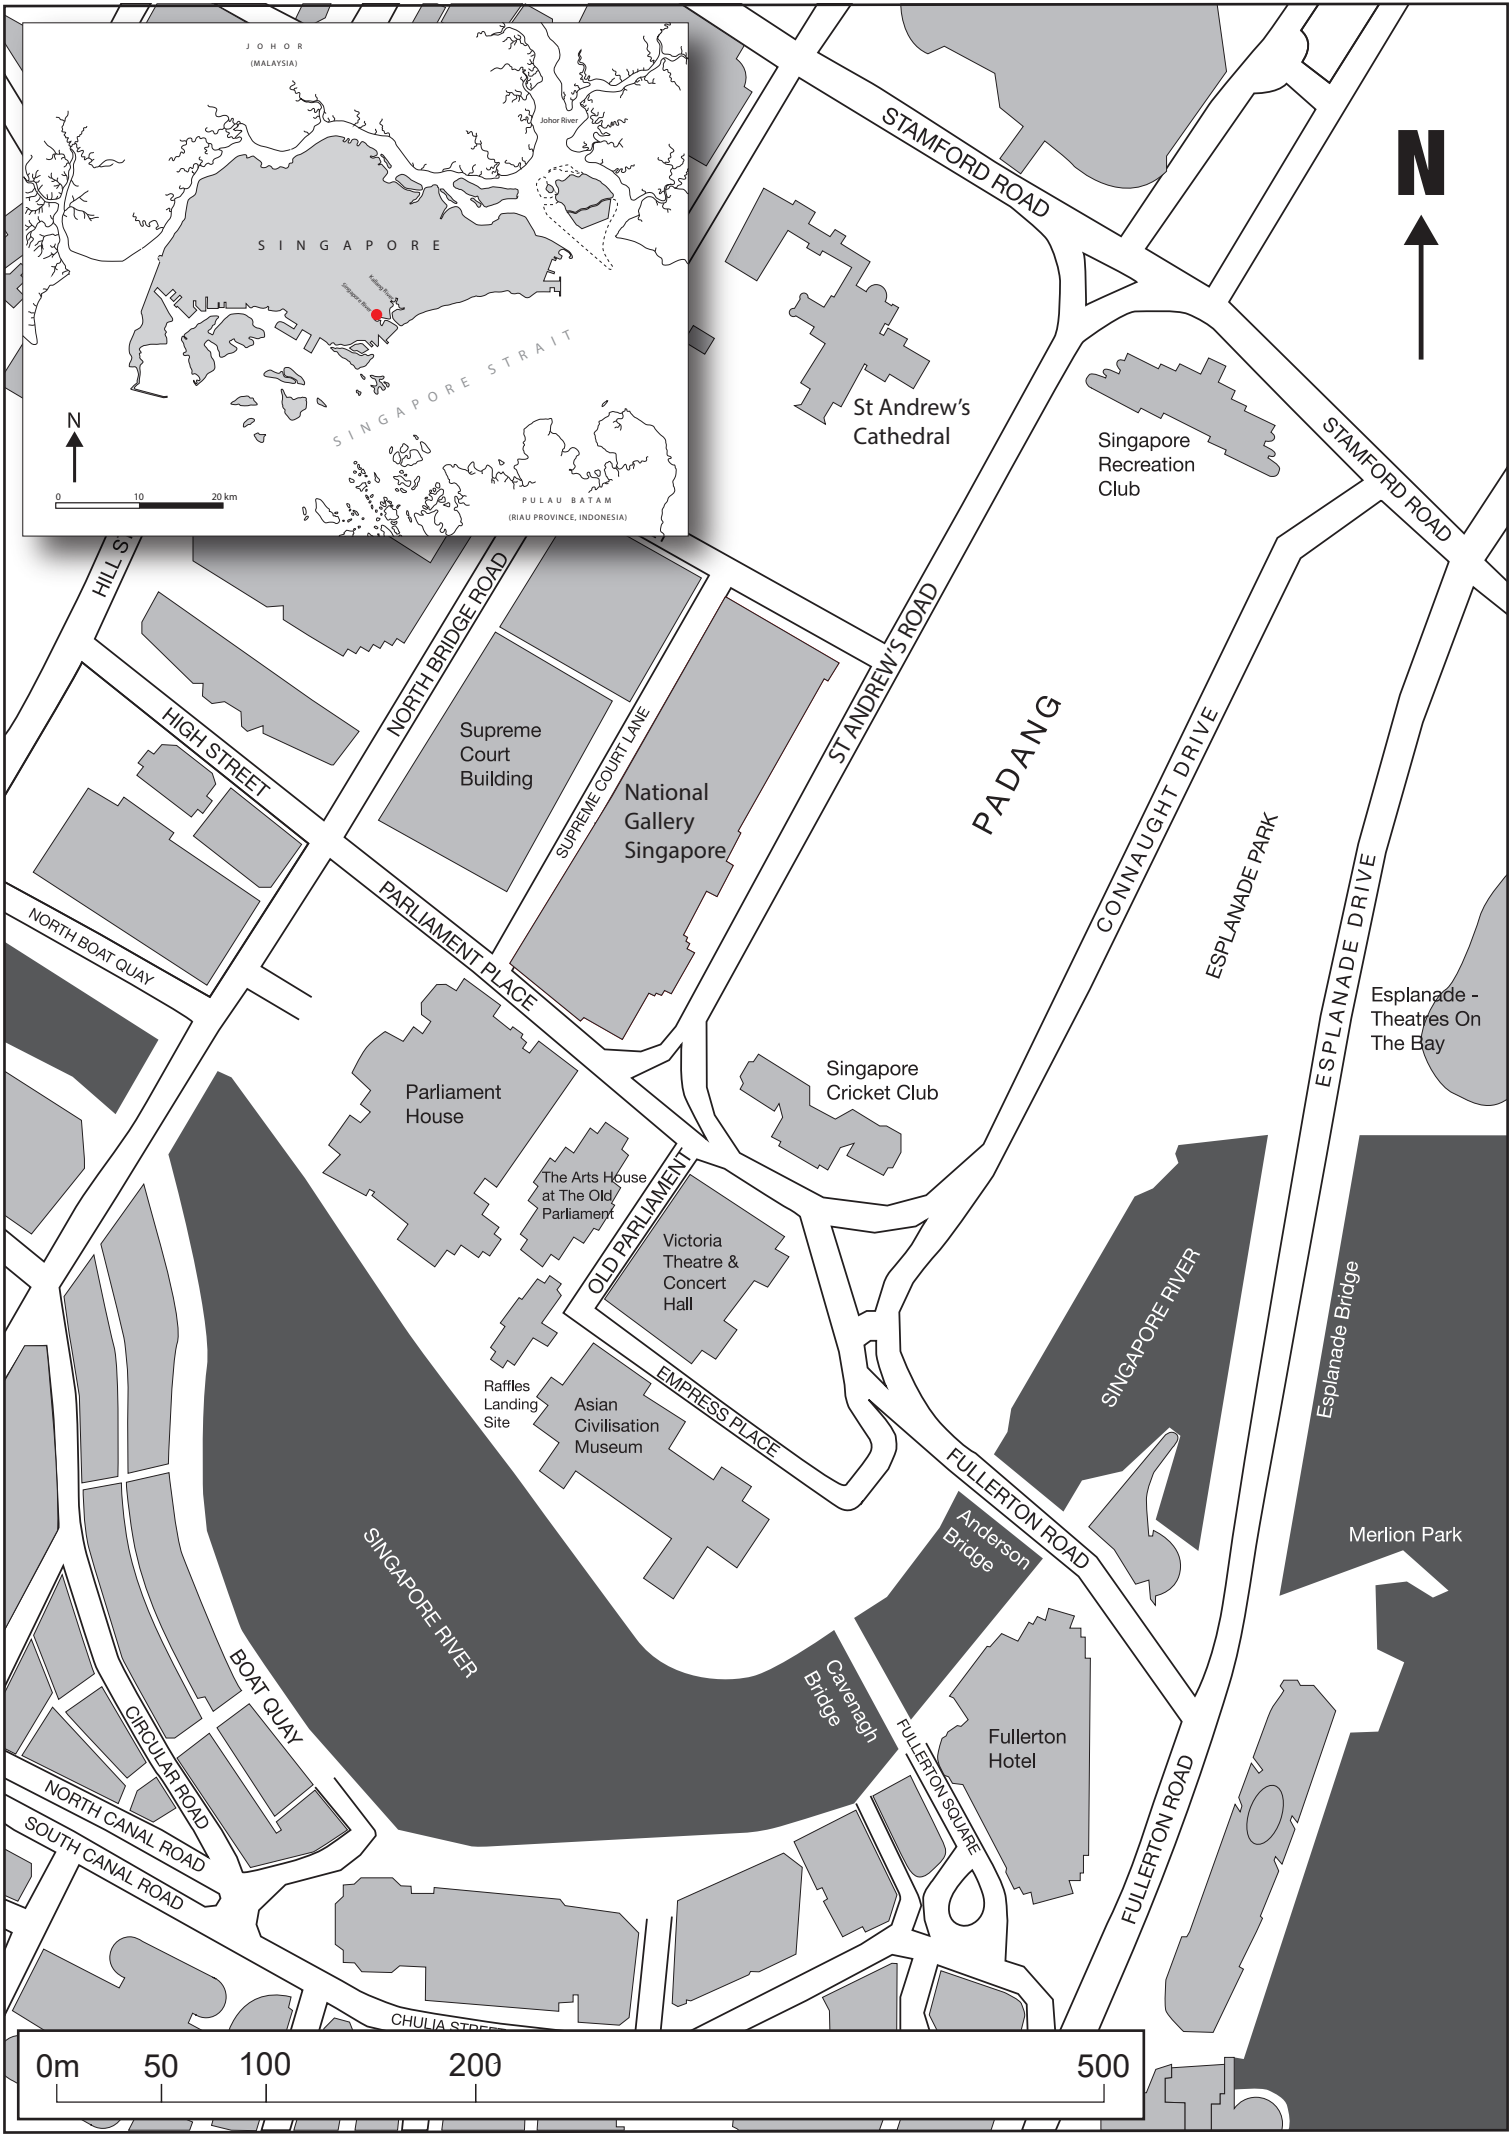 JOHOR
(MALAYSIA)
Johor River
SINGAPORE
Kallang River
Singapore River
SINGAPORE STRAIT
N
0 10 20 km
PULAU BATAM
(RIAU PROVINCE, INDONESIA)
STAMFORD ROAD
N
St Andrew's
Cathedral
Singapore
Recreation
Club
STAMFORD ROAD
HILL S
NORTH BRIDGE ROAD
ST ANDREW'S ROAD
HIGH STREET
Supreme
Court
Building
SUPREME COURT LANE
National
Gallery
Singapore
PADANG
CONNAUGHT DRIVE
ESPLANADE PARK
ESPLANADE DRIVE
NORTH BOAT QUAY
PARLIAMENT PLACE
Esplanade -
Theatres On
The Bay
Parliament
House
Singapore
Cricket Club
The Arts House
at The Old
Parliament
OLD PARLIAMENT
Victoria
Theatre &
Concert
Hall
SINGAPORE RIVER
Esplanade Bridge
Raffles
Landing
Site
Asian
Civilisation
Museum
EMPRESS PLACE
FULLERTON ROAD
Anderson
Bridge
Merlion Park
SINGAPORE RIVER
BOAT QUAY
Cavenagh
Bridge
CIRCULAR ROAD
FULLERTON SQUARE
Fullerton
Hotel
NORTH CANAL ROAD
SOUTH CANAL ROAD
FULLERTON ROAD
CHULIA STREET
0m 50 100 200 500